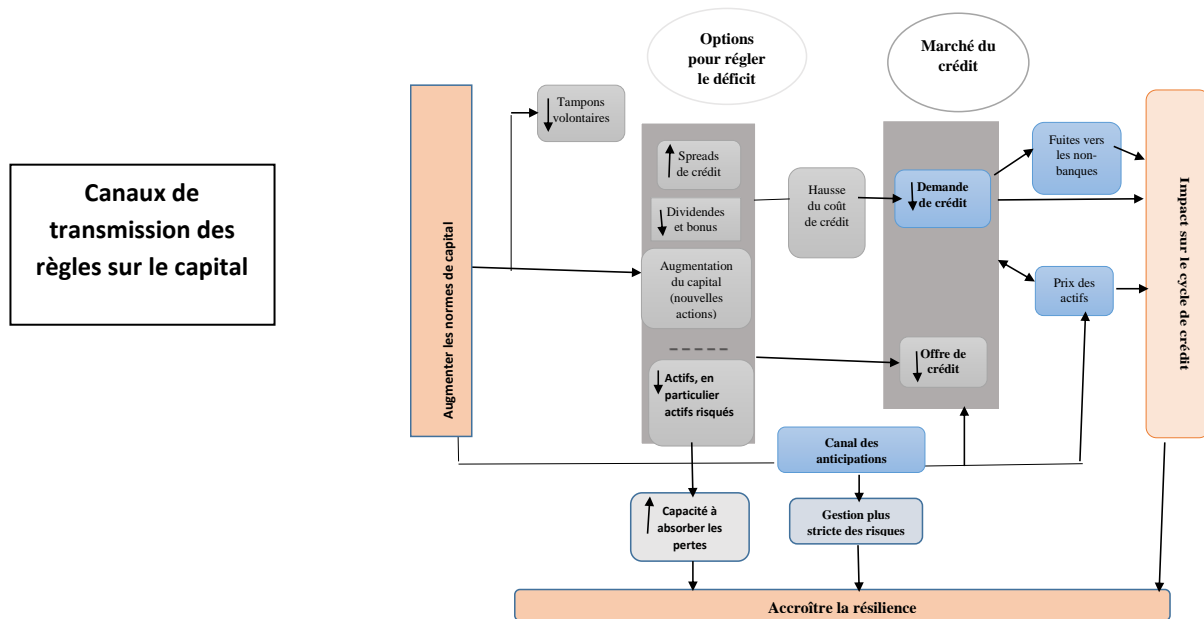 Canaux de
transmission des
règles sur le capital
Augmenter les normes de capital
Tampons
volontaires
Options
pour régler
le déficit
Spreads
de crédit
Dividendes
et bonus
Augmentation
du capital
(nouvelles
actions)
Actifs, en
particulier
actifs risqués
Hausse
du coût
de crédit
Marché du
crédit
Demande
de crédit
Offre de
crédit
Fuites vers
les non-
banques
Prix des
actifs
Impact sur le cycle de
crédit
Canal des
anticipations
Capacité à
absorber les
pertes
Gestion plus
stricte des risques
Accroître la résilience